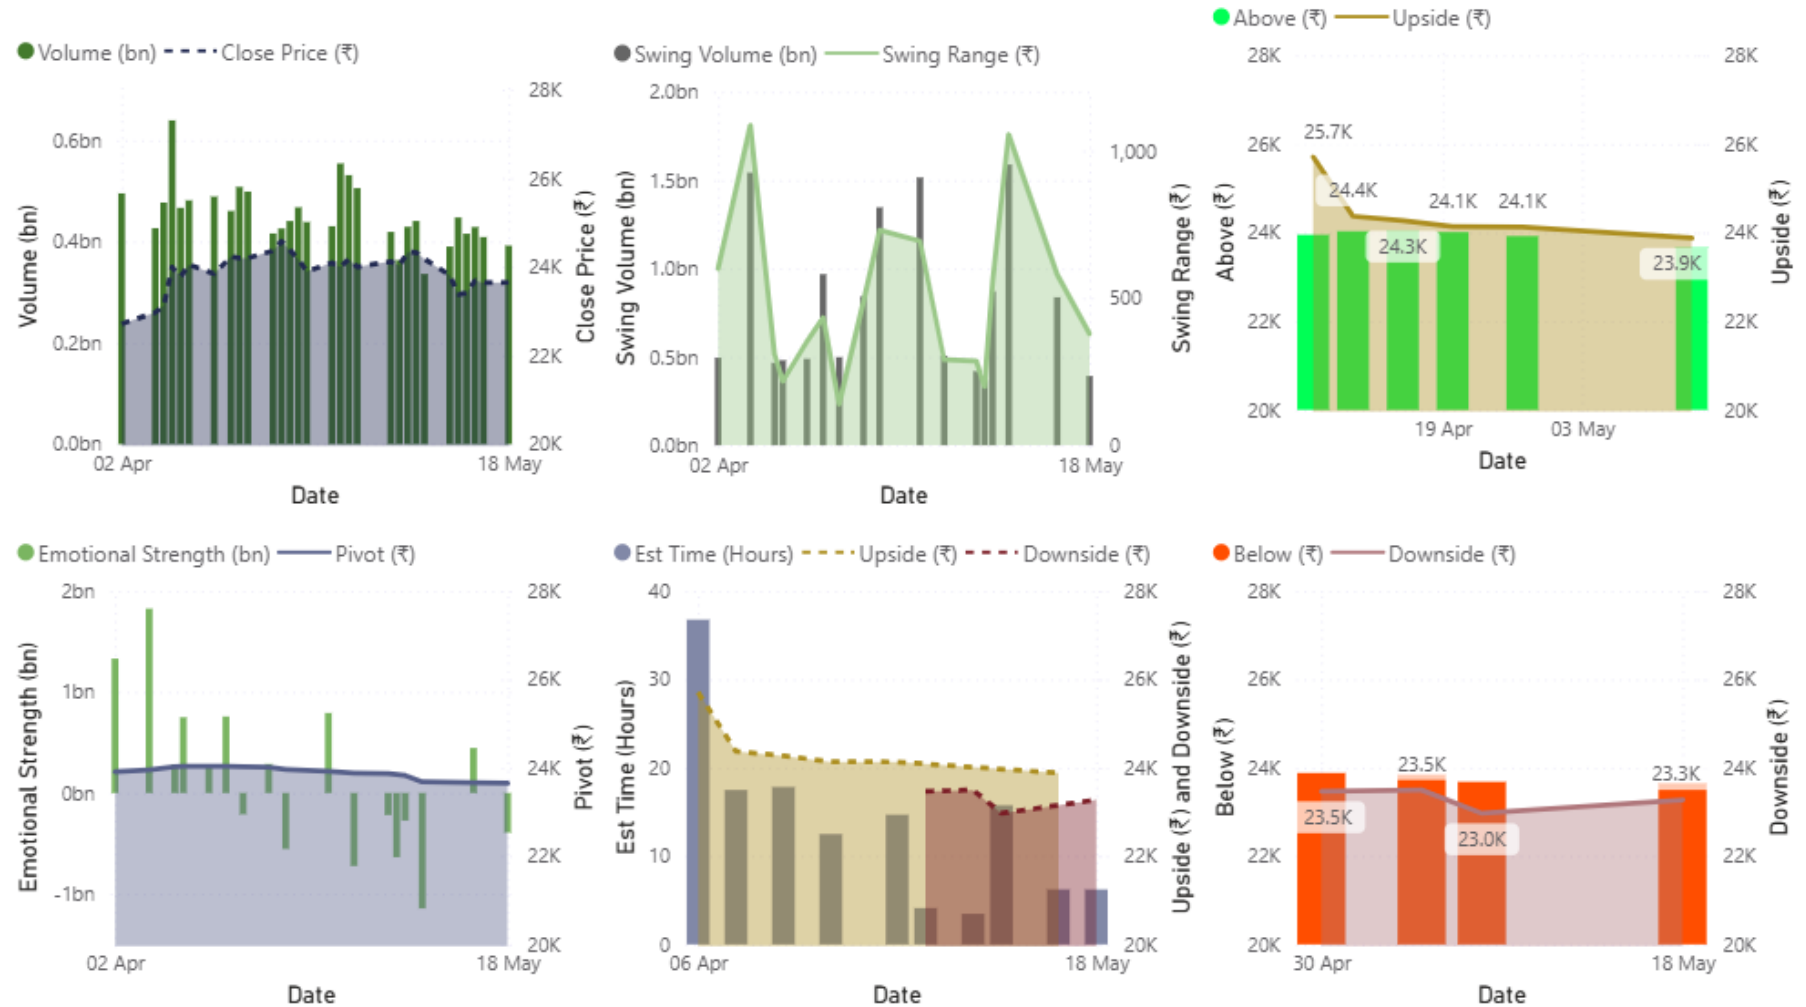 Volume (bn) Close Price (₹)
28K
0.6bn
26K
0.4bn
24K
0.2bn
22K
0.0bn
20K
02 Apr 18 May
Volume (bn)
Close Price (₹)
Date
Swing Volume (bn) Swing Range (₹)
2.0bn
1,000
1.5bn
1.0bn
500
0.5bn
0.0bn
0
02 Apr 18 May
Swing Volume (bn)
Swing Range (₹)
Date
Above (₹) Upside (₹)
28K 28K
25.7K
26K 26K
24.4K 24.1K 24.1K
24K 24K
24.3K
23.9K
22K 22K
20K 20K
19 Apr 03 May
Above (₹)
Upside (₹)
Date
Emotional Strength (bn) Pivot (₹)
2bn 28K
1bn 26K
0bn 24K
22K
-1bn
20K
02 Apr 18 May
Emotional Strength (bn)
Pivot (₹)
Date
Est Time (Hours) Upside (₹) Downside (₹)
40 28K
30 26K
20 24K
10 22K
0 20K
06 Apr 18 May
Est Time (Hours)
Upside (₹) and Downside (₹)
Date
Below (₹) Downside (₹)
28K 28K
26K 26K
24K 24K
23.5K 23.3K
23.5K
23.0K
22K 22K
20K 20K
30 Apr 18 May
Below (₹)
Downside (₹)
Date